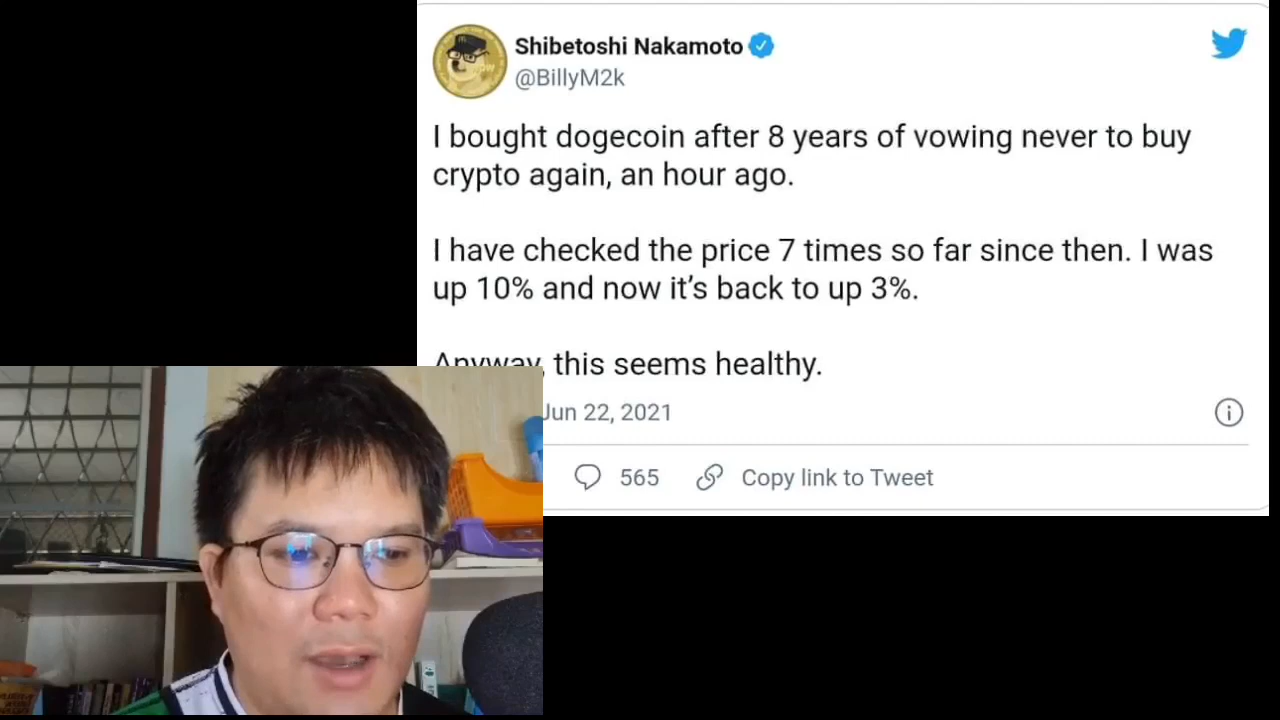 Shibetoshi Nakamoto
@BillyM2k
I bought dogecoin after 8 years of vowing never to buy
crypto again, an hour ago.
I have checked the price 7 times so far since then. I was
up 10% and now it’s back to up 3%.
Anyway, this seems healthy.
Jun 22, 2021
565 Copy link to Tweet